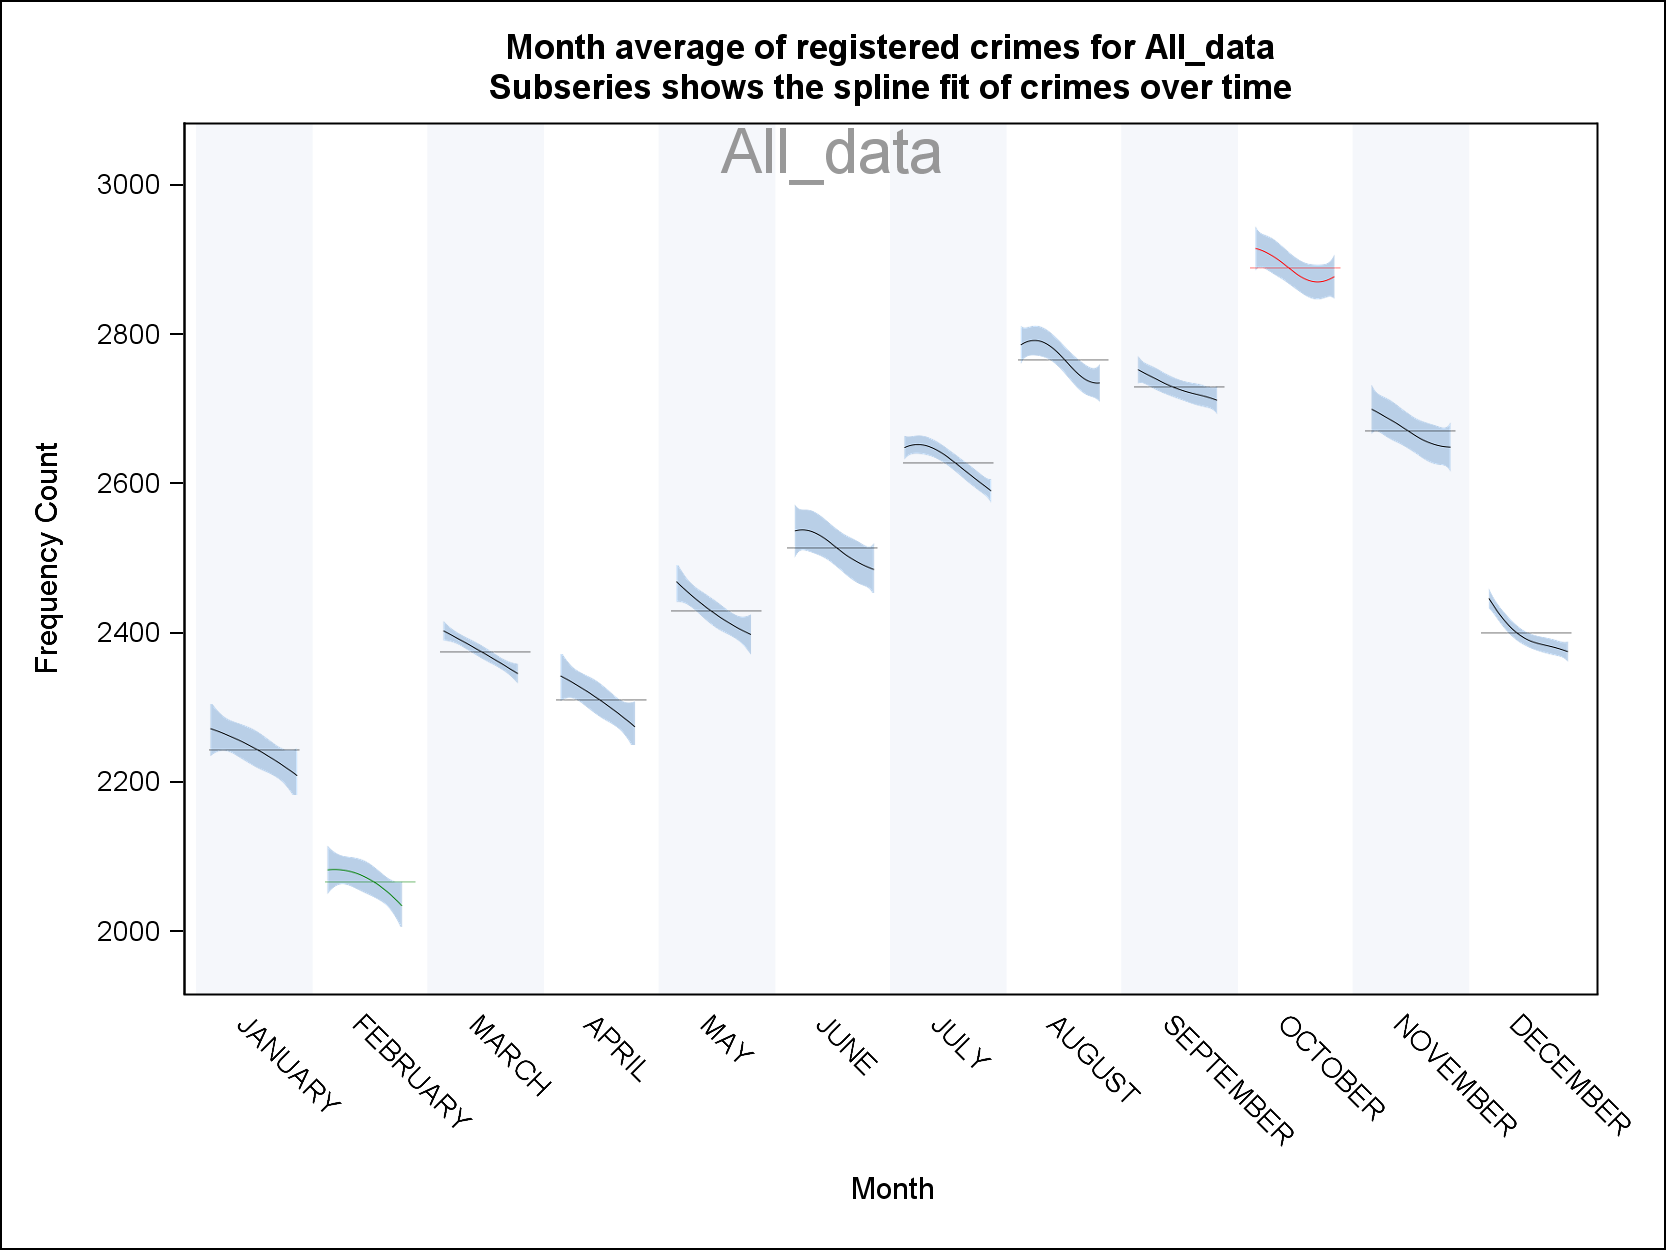 Month average of registered crimes for All_data
Subseries shows the spline fit of crimes over time
All_data
Frequency Count
3000
2800
2600
2400
2200
2000
JANUARY
FEBRUARY
MARCH
APRIL
MAY
JUNE
JULY
AUGUST
SEPTEMBER
OCTOBER
NOVEMBER
DECEMBER
Month